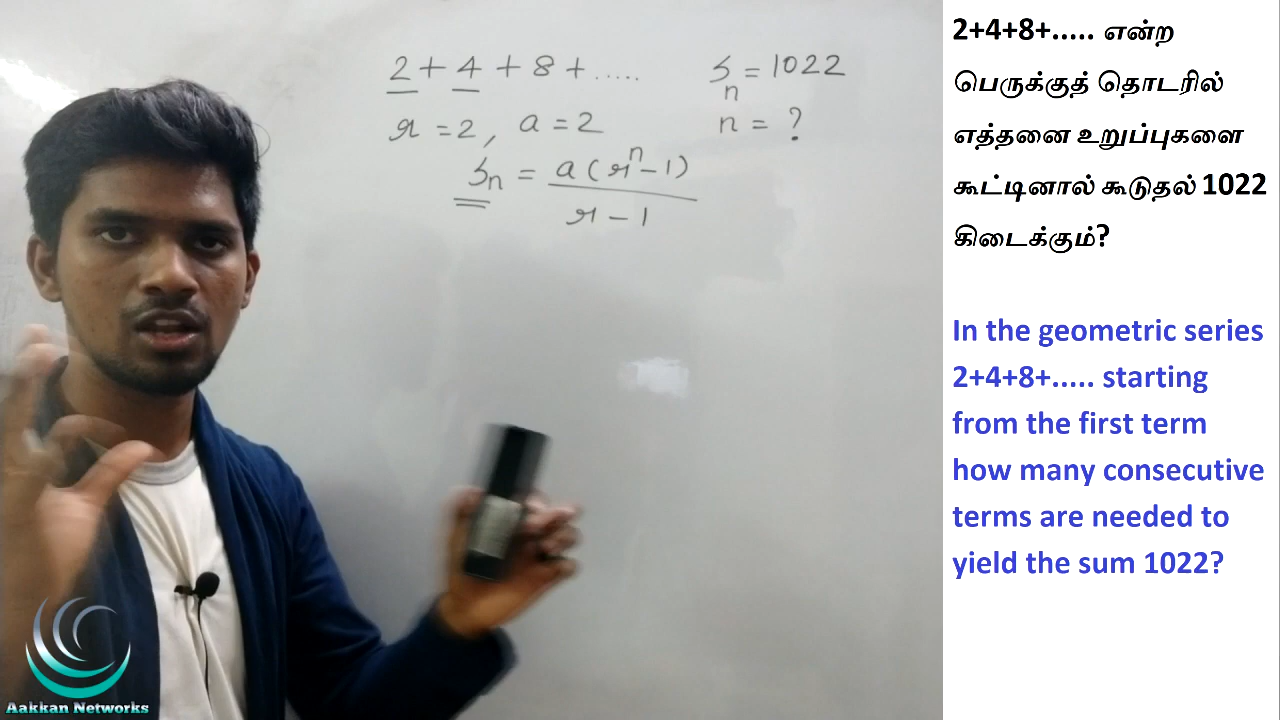 2 + 4 + 8 + ..... Sn = 1022
r = 2, a = 2 n = ?
Sn = a(rⁿ - 1)
r - 1
2+4+8+..... என்ற
பெருக்குத் தொடரில்
எத்தனை உறுப்புகளை
கூட்டினால் கூடுதல் 1022
கிடைக்கும்?
In the geometric series
2+4+8+..... starting
from the first term
how many consecutive
terms are needed to
yield the sum 1022?
Aakkan Networks